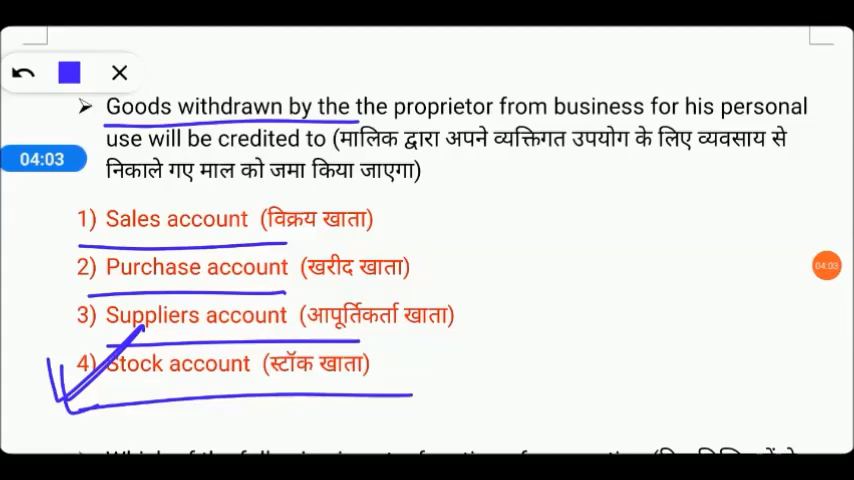 ➤ Goods withdrawn by the the proprietor from business for his personal
04:03
use will be credited to (मालिक द्वारा अपने व्यक्तिगत उपयोग के लिए व्यवसाय से
निकाले गए माल को जमा किया जाएगा)
1) Sales account (विक्रय खाता)
2) Purchase account (खरीद खाता)
04:03
3) Suppliers account (आपूर्तिकर्ता खाता)
4) Stock account (स्टॉक खाता)